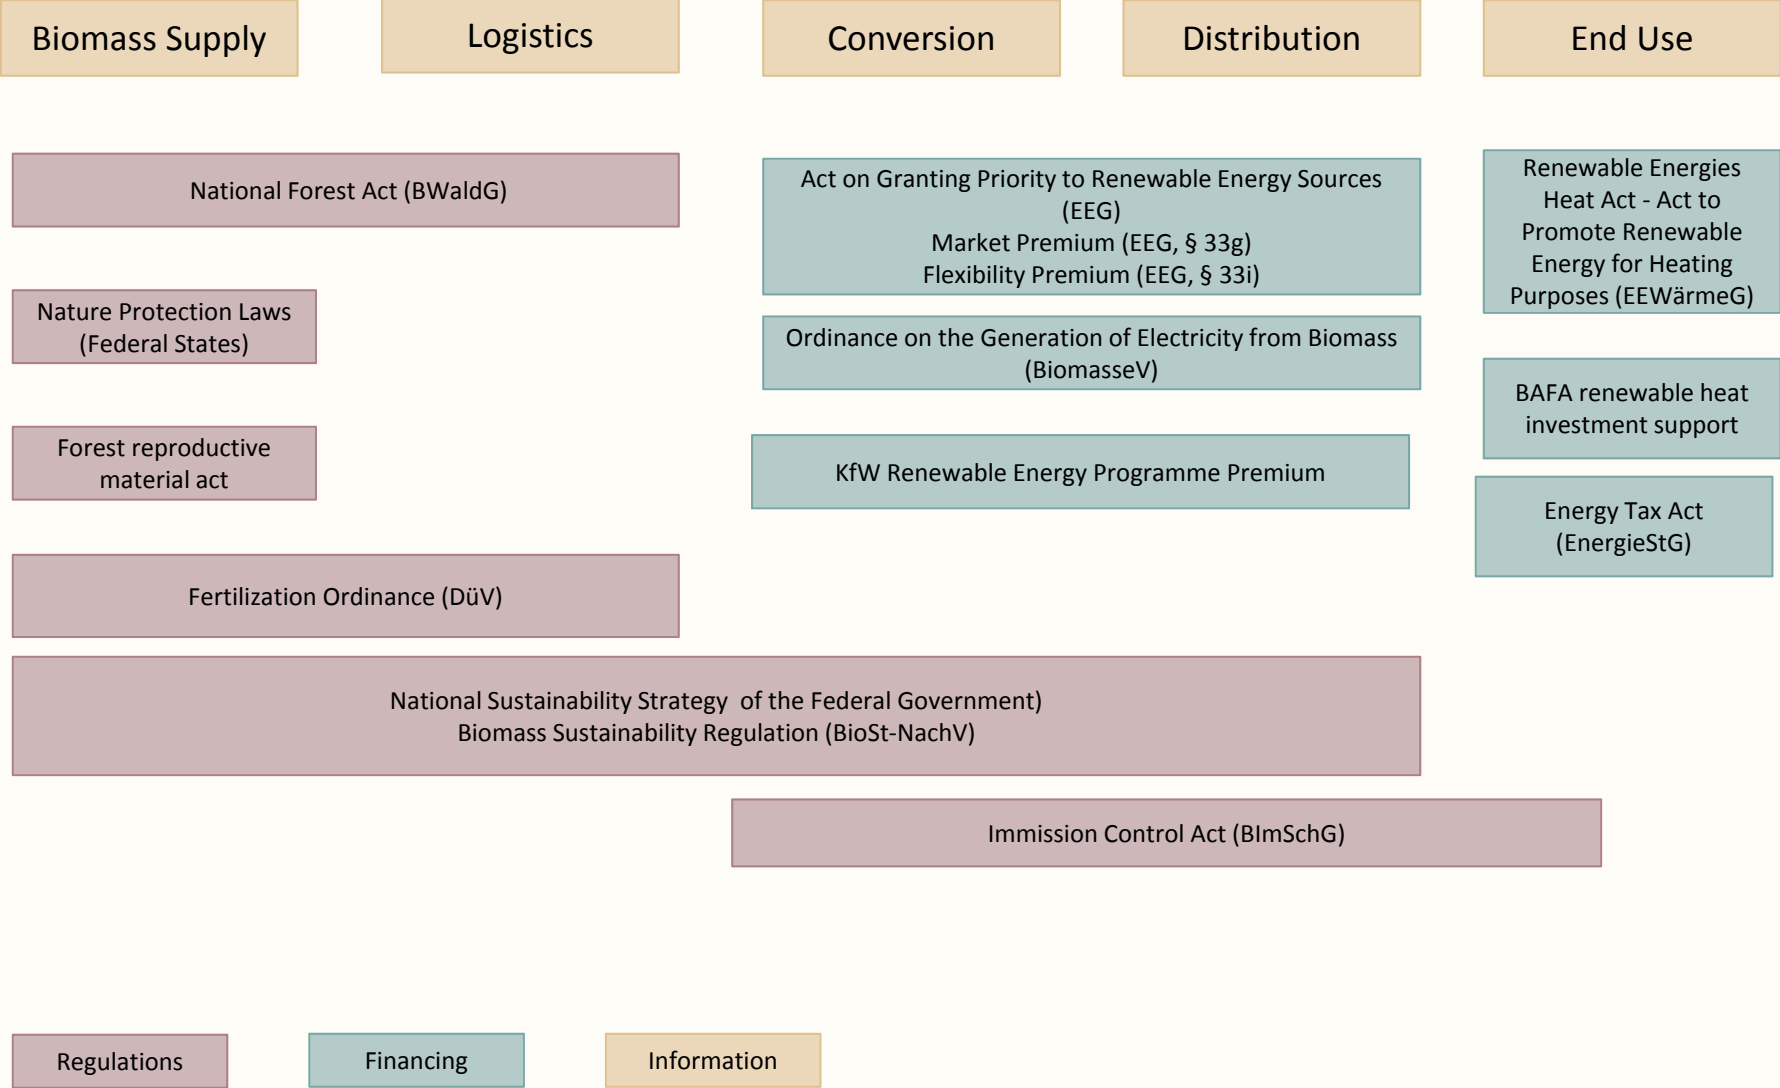 Biomass Supply
Logistics
Conversion
Distribution
End Use
National Forest Act (BWaldG)
Nature Protection Laws
(Federal States)
Forest reproductive
material act
Fertilization Ordinance (DüV)
Act on Granting Priority to Renewable Energy Sources
(EEG)
Market Premium (EEG, § 33g)
Flexibility Premium (EEG, § 33i)
Ordinance on the Generation of Electricity from Biomass
(BiomasseV)
KfW Renewable Energy Programme Premium
Renewable Energies
Heat Act - Act to
Promote Renewable
Energy for Heating
Purposes (EEWärmeG)
BAFA renewable heat
investment support
Energy Tax Act
(EnergieStG)
National Sustainability Strategy  of the Federal Government)
Biomass Sustainability Regulation (BioSt-NachV)
Immission Control Act (BImSchG)
Regulations
Financing
Information